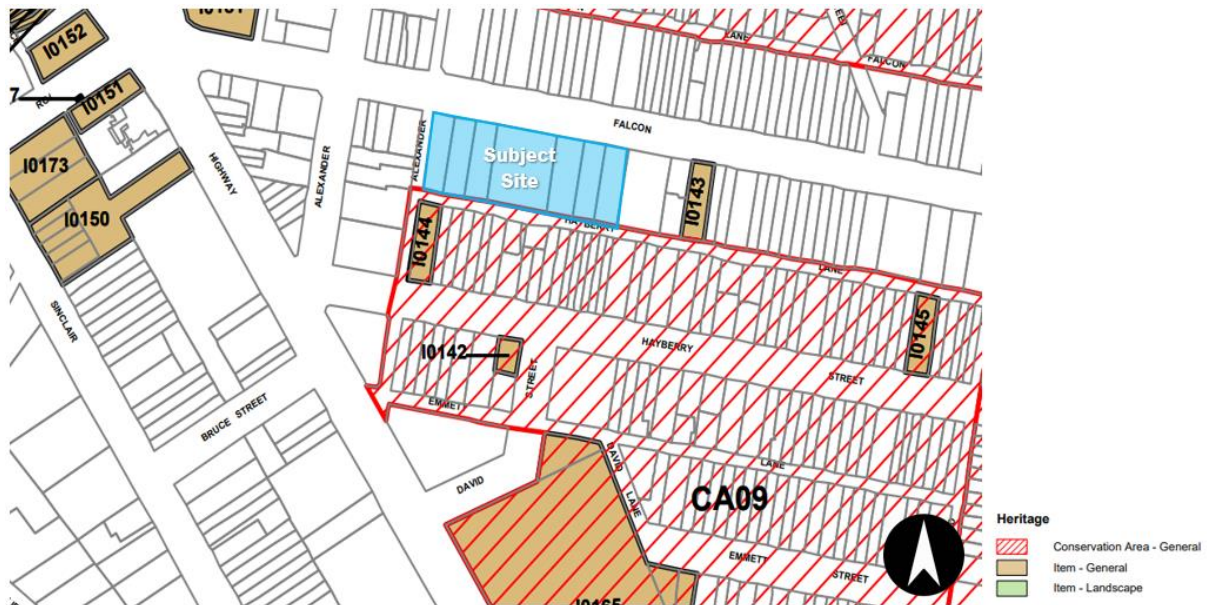 I0152
LANE
FALCON
7
I0151
FALCON
ALEXANDER
Subject
Site
I0173
HIGHWAY
ALEXANDER
I0143
I0150
HAYBERRY
I0144
LANE
SINCLAIR
I0145
HAYBERRY
I0142
STREET
STREET
EMMETT
BRUCE STREET
DAVID
LANE
DAVID
LANE
CA09
EMMETT
STREET
Heritage
Conservation Area - General
Item - General
Item - Landscape